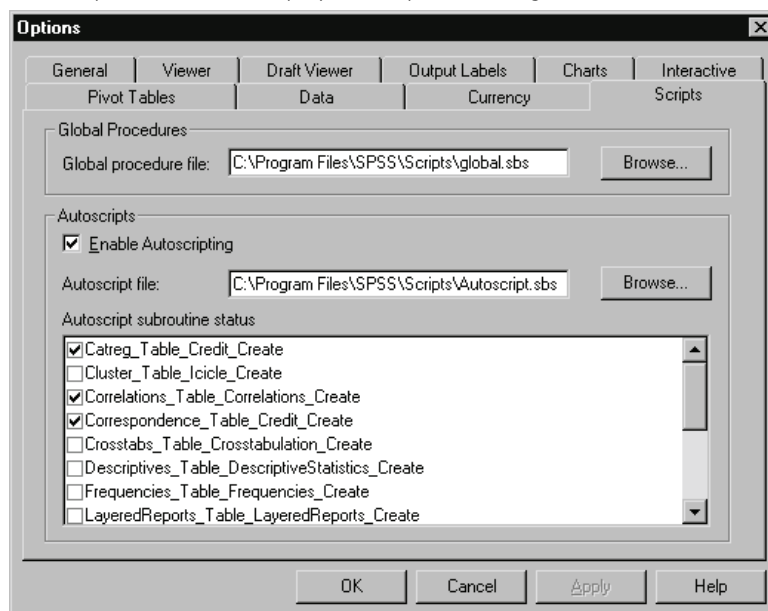 Options
General Viewer Draft Viewer Output Labels Charts Interactive
Pivot Tables Data Currency Scripts
Global Procedures
Global procedure file: C:\Program Files\SPSS\Scripts\global.sbs Browse...
Autoscripts
Enable Autoscripting
Autoscript file: C:\Program Files\SPSS\Scripts\Autoscript.sbs Browse...
Autoscript subroutine status
Catreg_Table_Credit_Create
Cluster_Table_Icicle_Create
Correlations_Table_Correlations_Create
Correspondence_Table_Credit_Create
Crosstabs_Table_Crosstabulation_Create
Descriptives_Table_DescriptiveStatistics_Create
Frequencies_Table_Frequencies_Create
LayeredReports_Table_LayeredReports_Create
OK Cancel Apply Help